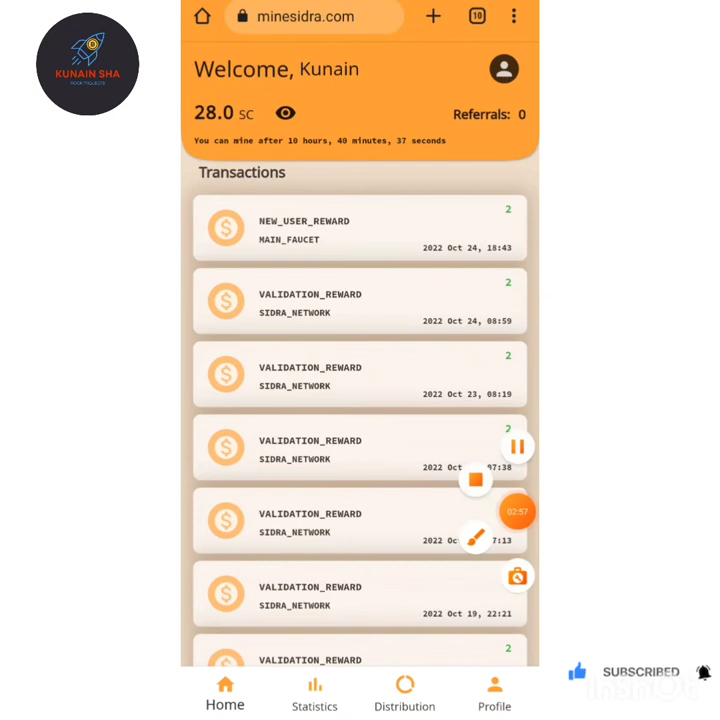 minesidra.com
10
KUNAIN SHA
Welcome, Kunain
28.0 SC
Referrals: 0
You can mine after 10 hours, 40 minutes, 37 seconds
Transactions
2
NEW_USER_REWARD
MAIN_FAUCET
2022 Oct 24, 18:43
2
VALIDATION_REWARD
SIDRA_NETWORK
2022 Oct 24, 08:59
2
VALIDATION_REWARD
SIDRA_NETWORK
2022 Oct 23, 08:19
2
VALIDATION_REWARD
SIDRA_NETWORK
2022 Oct
07:38
VALIDATION_REWARD
SIDRA_NETWORK
02:57
VALIDATION_REWARD
SIDRA_NETWORK
2022 Oct 19, 22:21
2
VALIDATION_REWARD
SUBSCRIBED
InShOt
Home
Statistics
Distribution
Profile